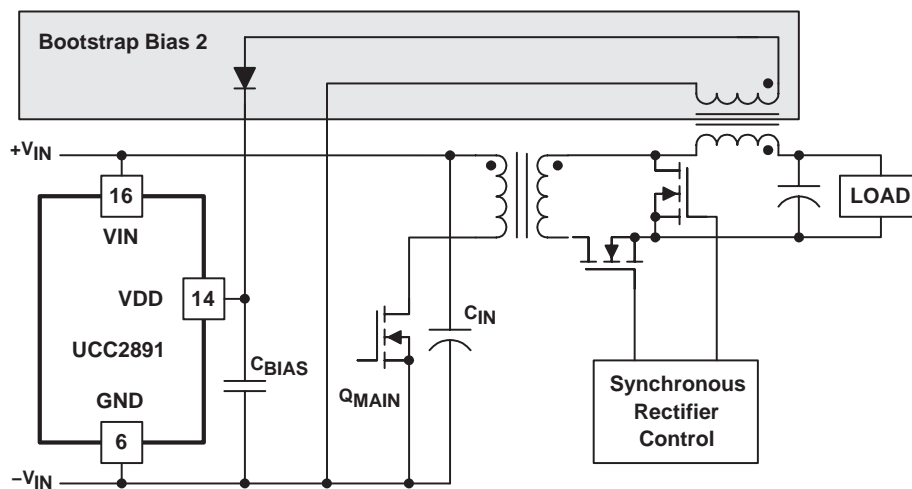 Bootstrap Bias 2
+VIN
16
VIN
LOAD
VDD
14
CIN
UCC2891
CBIAS
QMAIN
Synchronous
Rectifier
Control
GND
6
−VIN